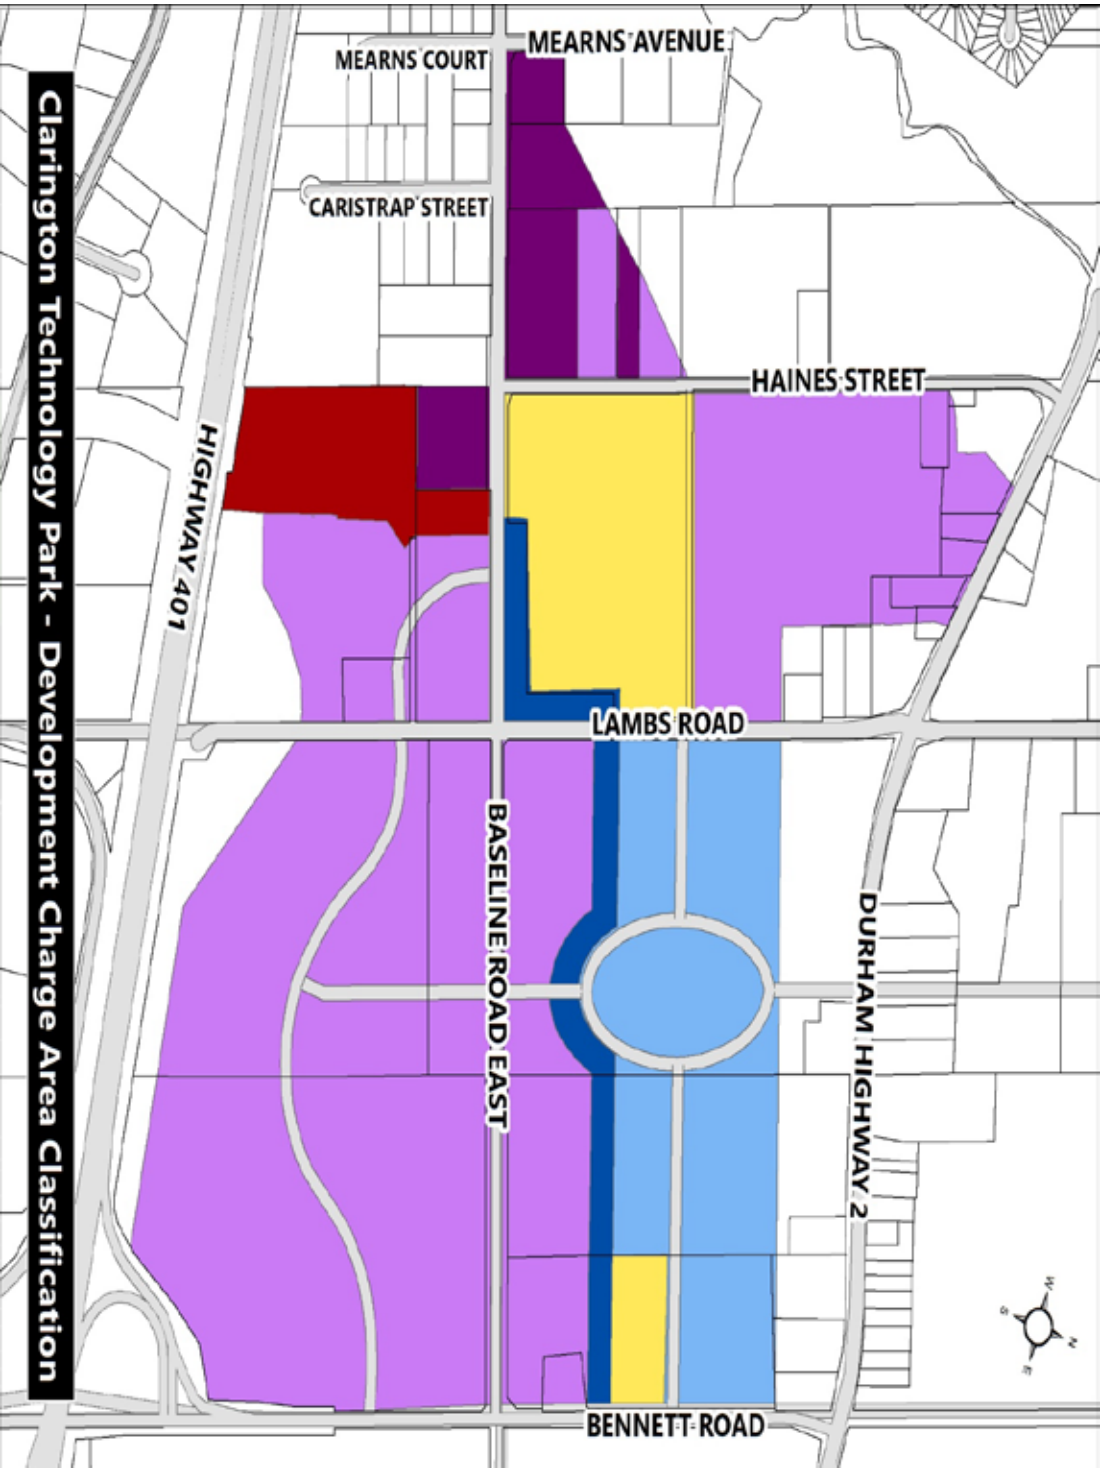 MEARNS AVENUE
MEARNS COURT
CARISTRAP STREET
HAINES STREET
HIGHWAY 401
LAMBS ROAD
BASELINE ROAD EAST
DURHAM HIGHWAY 2
BENNETT ROAD
Clarington Technology Park - Development Charge Area Classification
W
S
N
E